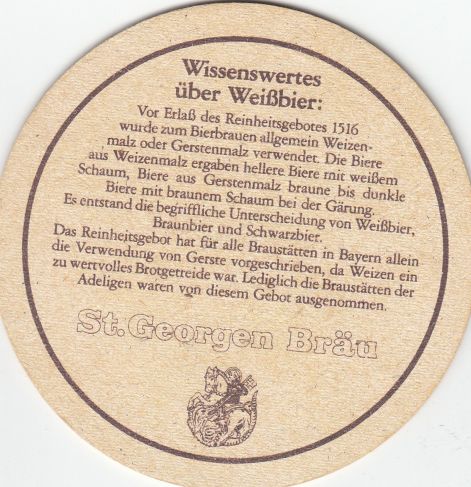 Wissenswertes
über Weißbier:
Vor Erlaß des Reinheitsgebotes 1516
wurde zum Bierbrauen allgemein Weizen-
malz oder Gerstenmalz verwendet. Die Biere
aus Weizenmalz ergaben hellere Biere mit weißem
Schaum, Biere aus Gerstenmalz braune bis dunkle
Biere mit braunem Schaum bei der Gärung.
Es entstand die begriffliche Unterscheidung von Weißbier,
Braunbier und Schwarzbier.
Das Reinheitsgebot hat für alle Braustätten in Bayern allein
die Verwendung von Gerste vorgeschrieben, da Weizen ein
zu wertvolles Brotgetreide war. Lediglich die Braustätten der
Adeligen waren von diesem Gebot ausgenommen.
St. Georgen Bräu